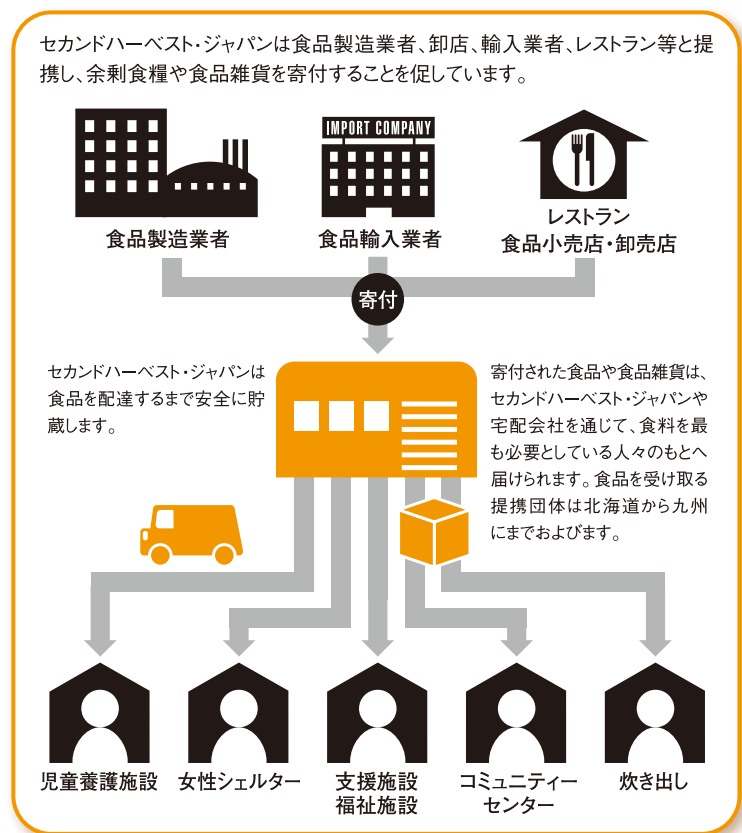 セカンドハーベスト・ジャパンは食品製造業者、卸店、輸入業者、レストラン等と提
携し、余剰食糧や食品雑貨を寄付することを促しています。
IMPORT COMPANY
食品製造業者
食品輸入業者
レストラン
食品小売店・卸売店
寄付
セカンドハーベスト・ジャパンは
食品を配達するまで安全に貯
蔵します。
寄付された食品や食品雑貨は、
セカンドハーベスト・ジャパンや
宅配会社を通じて、食料を最
も必要としている人々のもとへ
届けられます。食品を受け取る
提携団体は北海道から九州
にまでおよびます。
児童養護施設
女性シェルター
支援施設
福祉施設
コミュニティー
センター
炊き出し